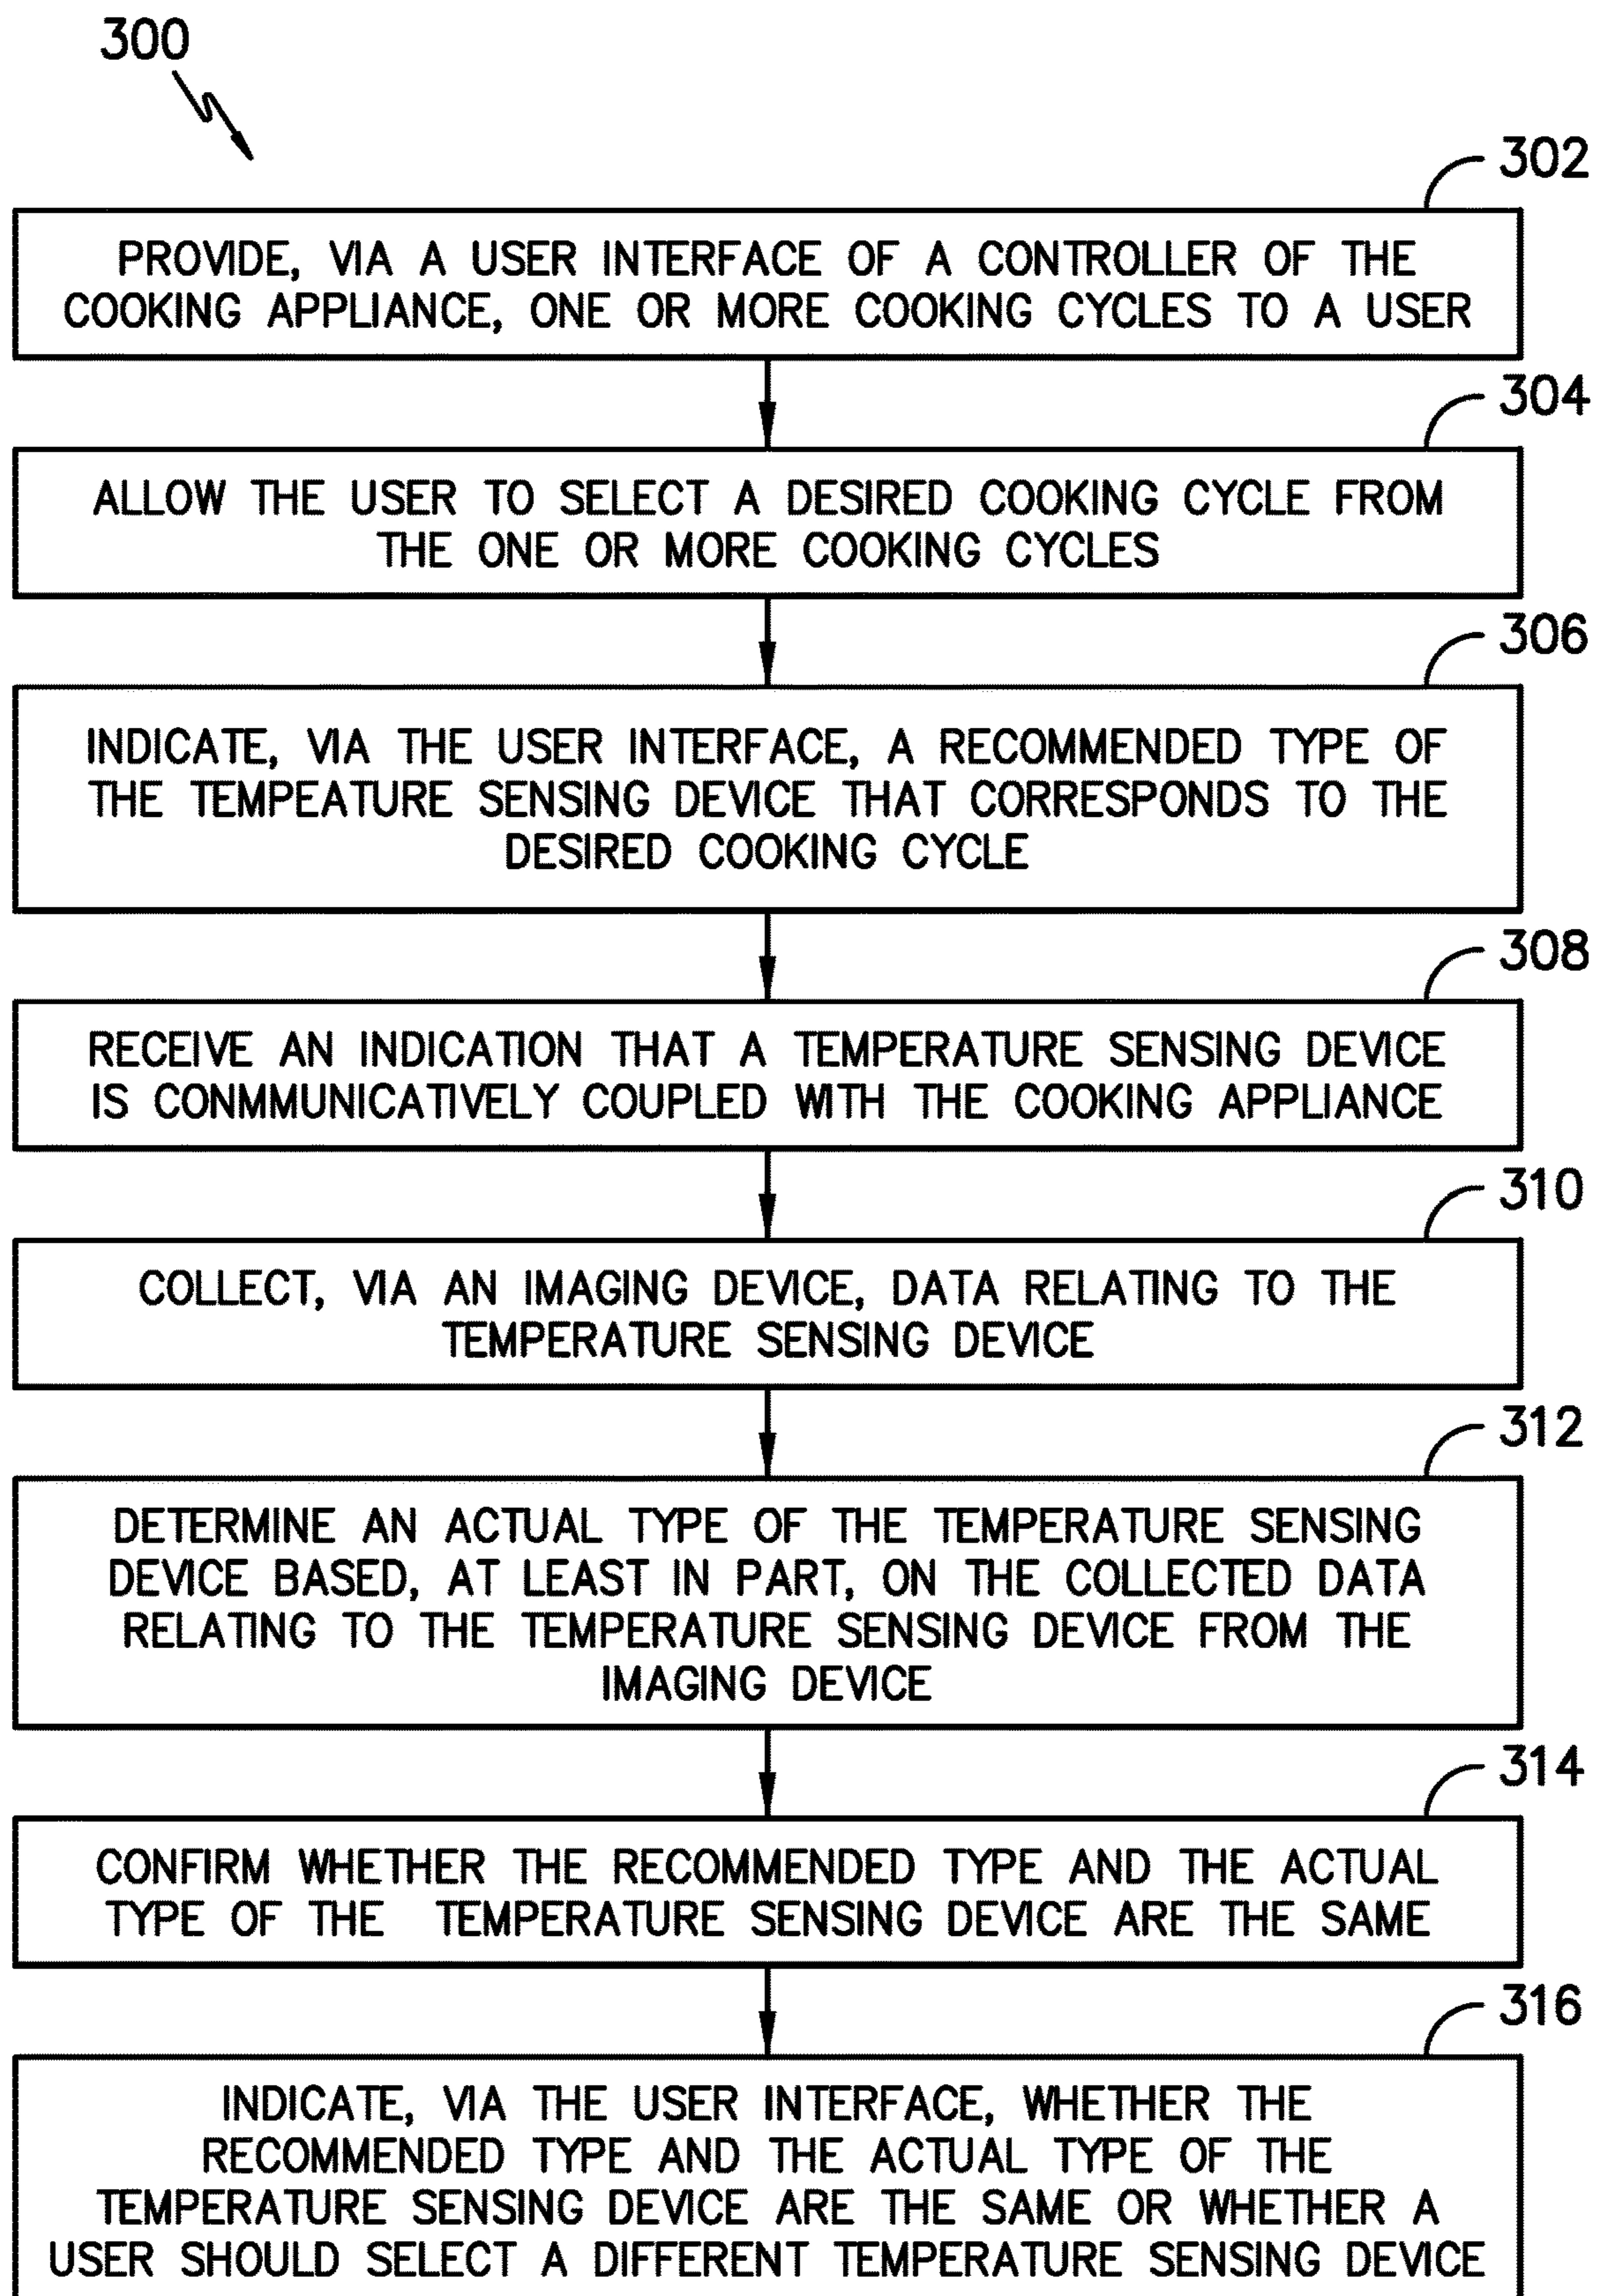 300
302
PROVIDE, VIA A USER INTERFACE OF A CONTROLLER OF THE
COOKING APPLIANCE, ONE OR MORE COOKING CYCLES TO A USER
304
ALLOW THE USER TO SELECT A DESIRED COOKING CYCLE FROM
THE ONE OR MORE COOKING CYCLES
306
INDICATE, VIA THE USER INTERFACE, A RECOMMENDED TYPE OF
THE TEMPEATURE SENSING DEVICE THAT CORRESPONDS TO THE
DESIRED COOKING CYCLE
308
RECEIVE AN INDICATION THAT A TEMPERATURE SENSING DEVICE
IS CONMMUNICATIVELY COUPLED WITH THE COOKING APPLIANCE
310
COLLECT, VIA AN IMAGING DEVICE, DATA RELATING TO THE
TEMPERATURE SENSING DEVICE
312
DETERMINE AN ACTUAL TYPE OF THE TEMPERATURE SENSING
DEVICE BASED, AT LEAST IN PART, ON THE COLLECTED DATA
RELATING TO THE TEMPERATURE SENSING DEVICE FROM THE
IMAGING DEVICE
314
CONFIRM WHETHER THE RECOMMENDED TYPE AND THE ACTUAL
TYPE OF THE TEMPERATURE SENSING DEVICE ARE THE SAME
316
INDICATE, VIA THE USER INTERFACE, WHETHER THE
RECOMMENDED TYPE AND THE ACTUAL TYPE OF THE
TEMPERATURE SENSING DEVICE ARE THE SAME OR WHETHER A
USER SHOULD SELECT A DIFFERENT TEMPERATURE SENSING DEVICE